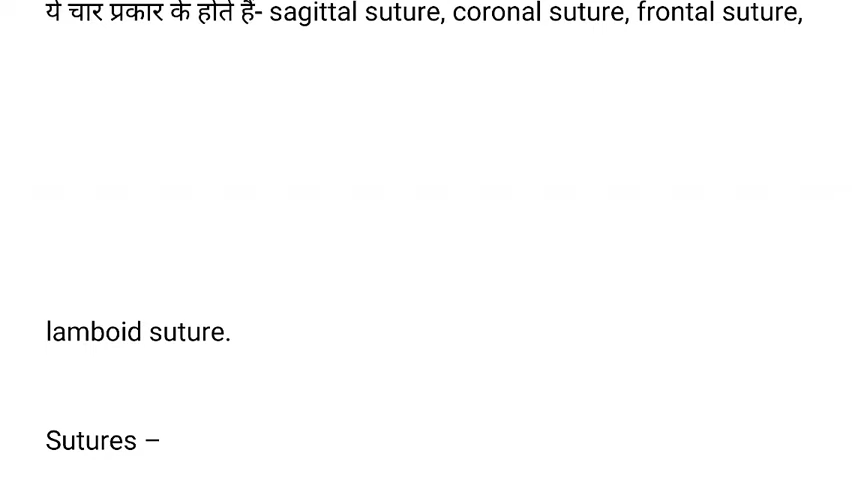 ये चार प्रकार के होते है- sagittal suture, coronal suture, frontal suture,
lamboid suture.
Sutures –